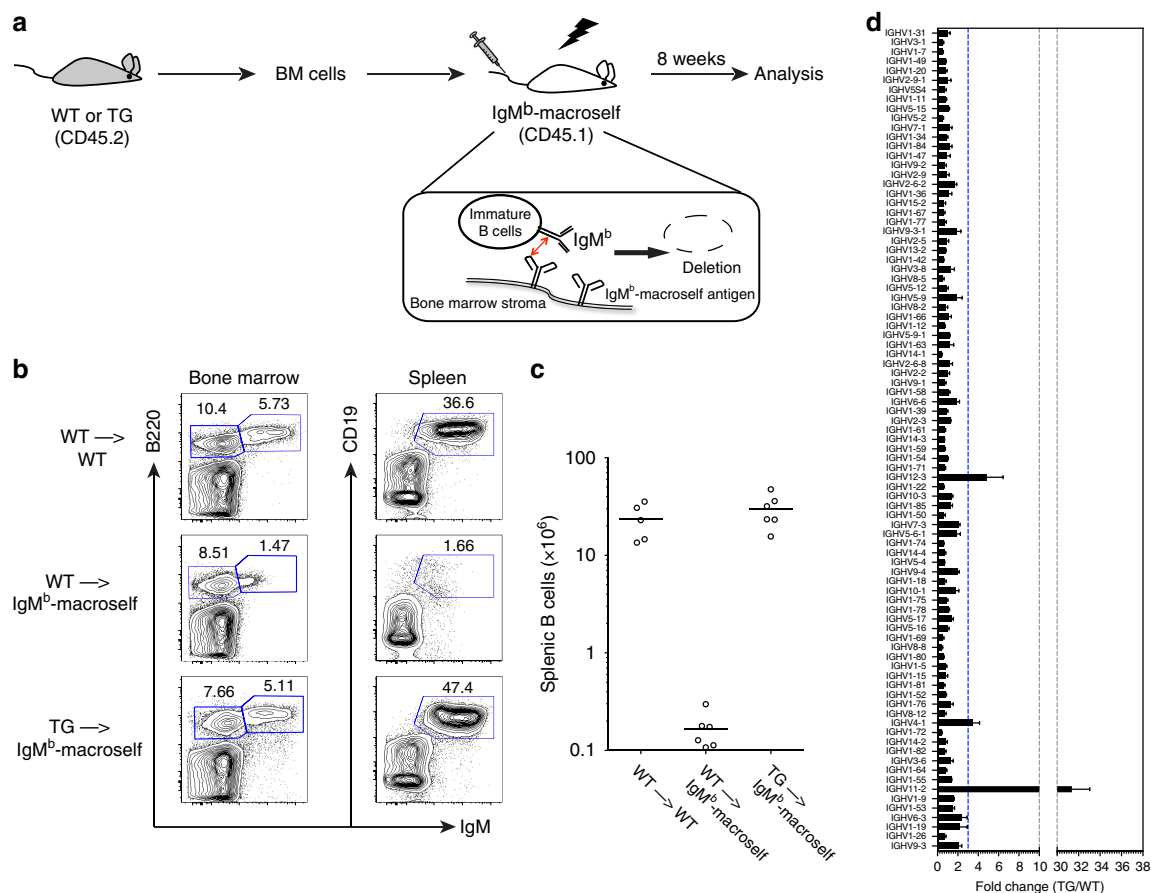 a
WT or TG
(CD45.2)
BM cells
IgMᵇ-macroself
(CD45.1)
8 weeks
Analysis
Immature
B cells
IgMᵇ
Deletion
Bone marrow stroma
IgMᵇ-macroself antigen
b
Bone marrow
Spleen
B220
CD19
WT —>
WT
10.4
5.73
36.6
WT —>
IgMᵇ-macroself
8.51
1.47
1.66
TG —>
IgMᵇ-macroself
7.66
5.11
47.4
IgM
c
Splenic B cells (×10⁶)
100
10
1
0.1
WT —> WT
WT —>
IgMᵇ-macroself
TG —>
IgMᵇ-macroself
d
IGHV1-31
IGHV3-1
IGHV1-7
IGHV1-49
IGHV1-20
IGHV2-9-1
IGHV5S4
IGHV1-11
IGHV5-15
IGHV5-2
IGHV7-1
IGHV1-34
IGHV1-84
IGHV1-47
IGHV9-2
IGHV2-9
IGHV2-6-2
IGHV1-36
IGHV15-2
IGHV1-67
IGHV1-77
IGHV9-3-1
IGHV2-5
IGHV13-2
IGHV1-42
IGHV3-8
IGHV8-5
IGHV5-12
IGHV5-9
IGHV8-2
IGHV1-66
IGHV1-12
IGHV5-9-1
IGHV1-63
IGHV14-1
IGHV2-6-8
IGHV2-2
IGHV9-1
IGHV1-58
IGHV6-6
IGHV1-39
IGHV2-3
IGHV1-61
IGHV14-3
IGHV1-59
IGHV1-54
IGHV1-71
IGHV12-3
IGHV1-22
IGHV10-3
IGHV1-85
IGHV1-50
IGHV7-3
IGHV5-6-1
IGHV1-74
IGHV14-4
IGHV5-4
IGHV9-4
IGHV1-18
IGHV10-1
IGHV1-75
IGHV1-78
IGHV5-17
IGHV5-16
IGHV1-69
IGHV8-8
IGHV1-80
IGHV1-5
IGHV1-15
IGHV1-81
IGHV1-52
IGHV1-76
IGHV8-12
IGHV4-1
IGHV1-72
IGHV14-2
IGHV1-82
IGHV3-6
IGHV1-64
IGHV1-55
IGHV11-2
IGHV1-9
IGHV1-53
IGHV6-3
IGHV1-19
IGHV1-26
IGHV9-3
0 2 4 6 8 10 30 32 34 36 38
Fold change (TG/WT)